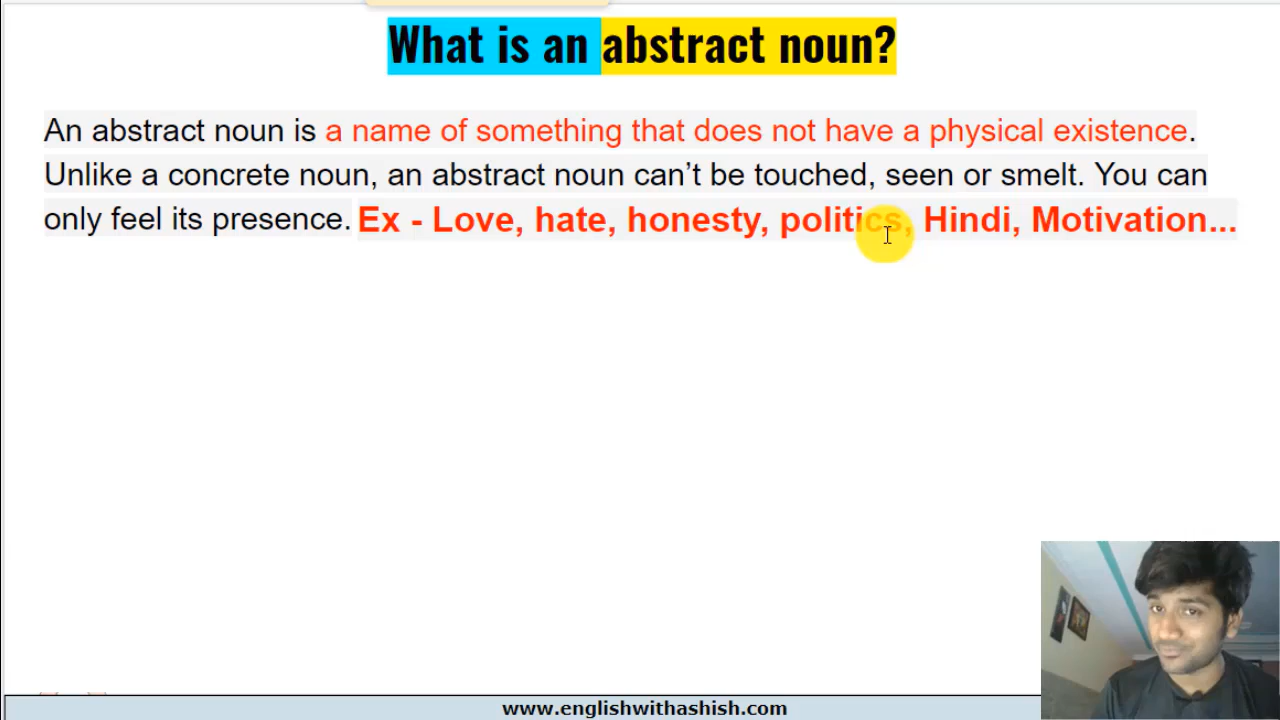 What is an abstract noun?
An abstract noun is a name of something that does not have a physical existence.
Unlike a concrete noun, an abstract noun can’t be touched, seen or smelt. You can
only feel its presence. Ex - Love, hate, honesty, politics, Hindi, Motivation...
www.englishwithashish.com